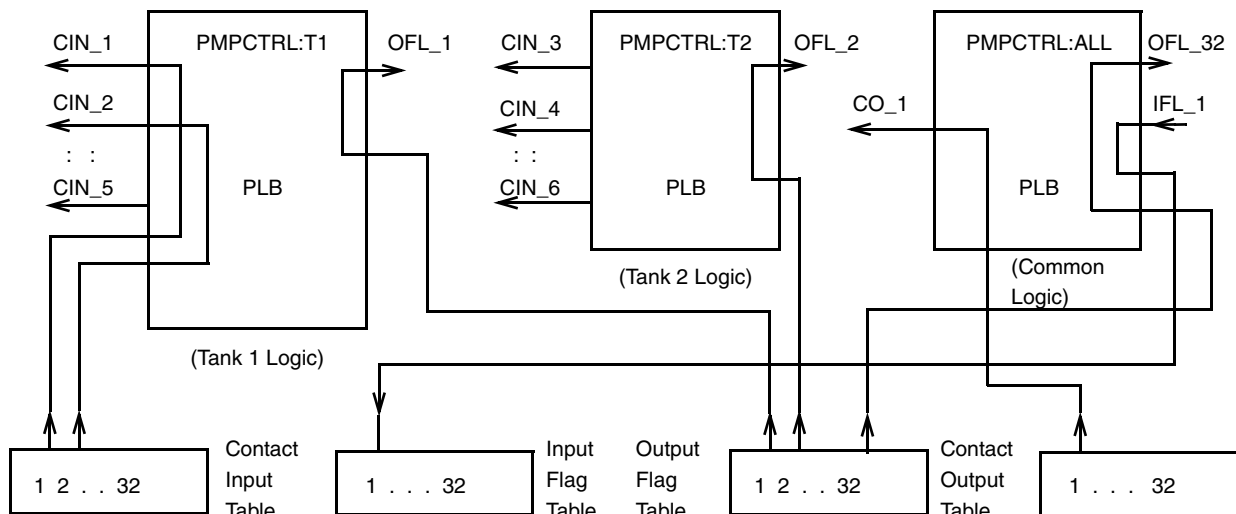 CIN_1
PMPCTRL:T1
OFL_1
CIN_3
PMPCTRL:T2
OFL_2
PMPCTRL:ALL
OFL_32
CIN_2
CIN_4
CO_1
IFL_1
: :
: :
CIN_5
PLB
CIN_6
PLB
PLB
(Tank 2 Logic)
(Common
Logic)
(Tank 1 Logic)
1 2 . . 32
Contact
Input
Table
1 . . . 32
Input
Flag
Table
Output
Flag
Table
1 2 . . 32
Contact
Output
Table
1 . . . 32